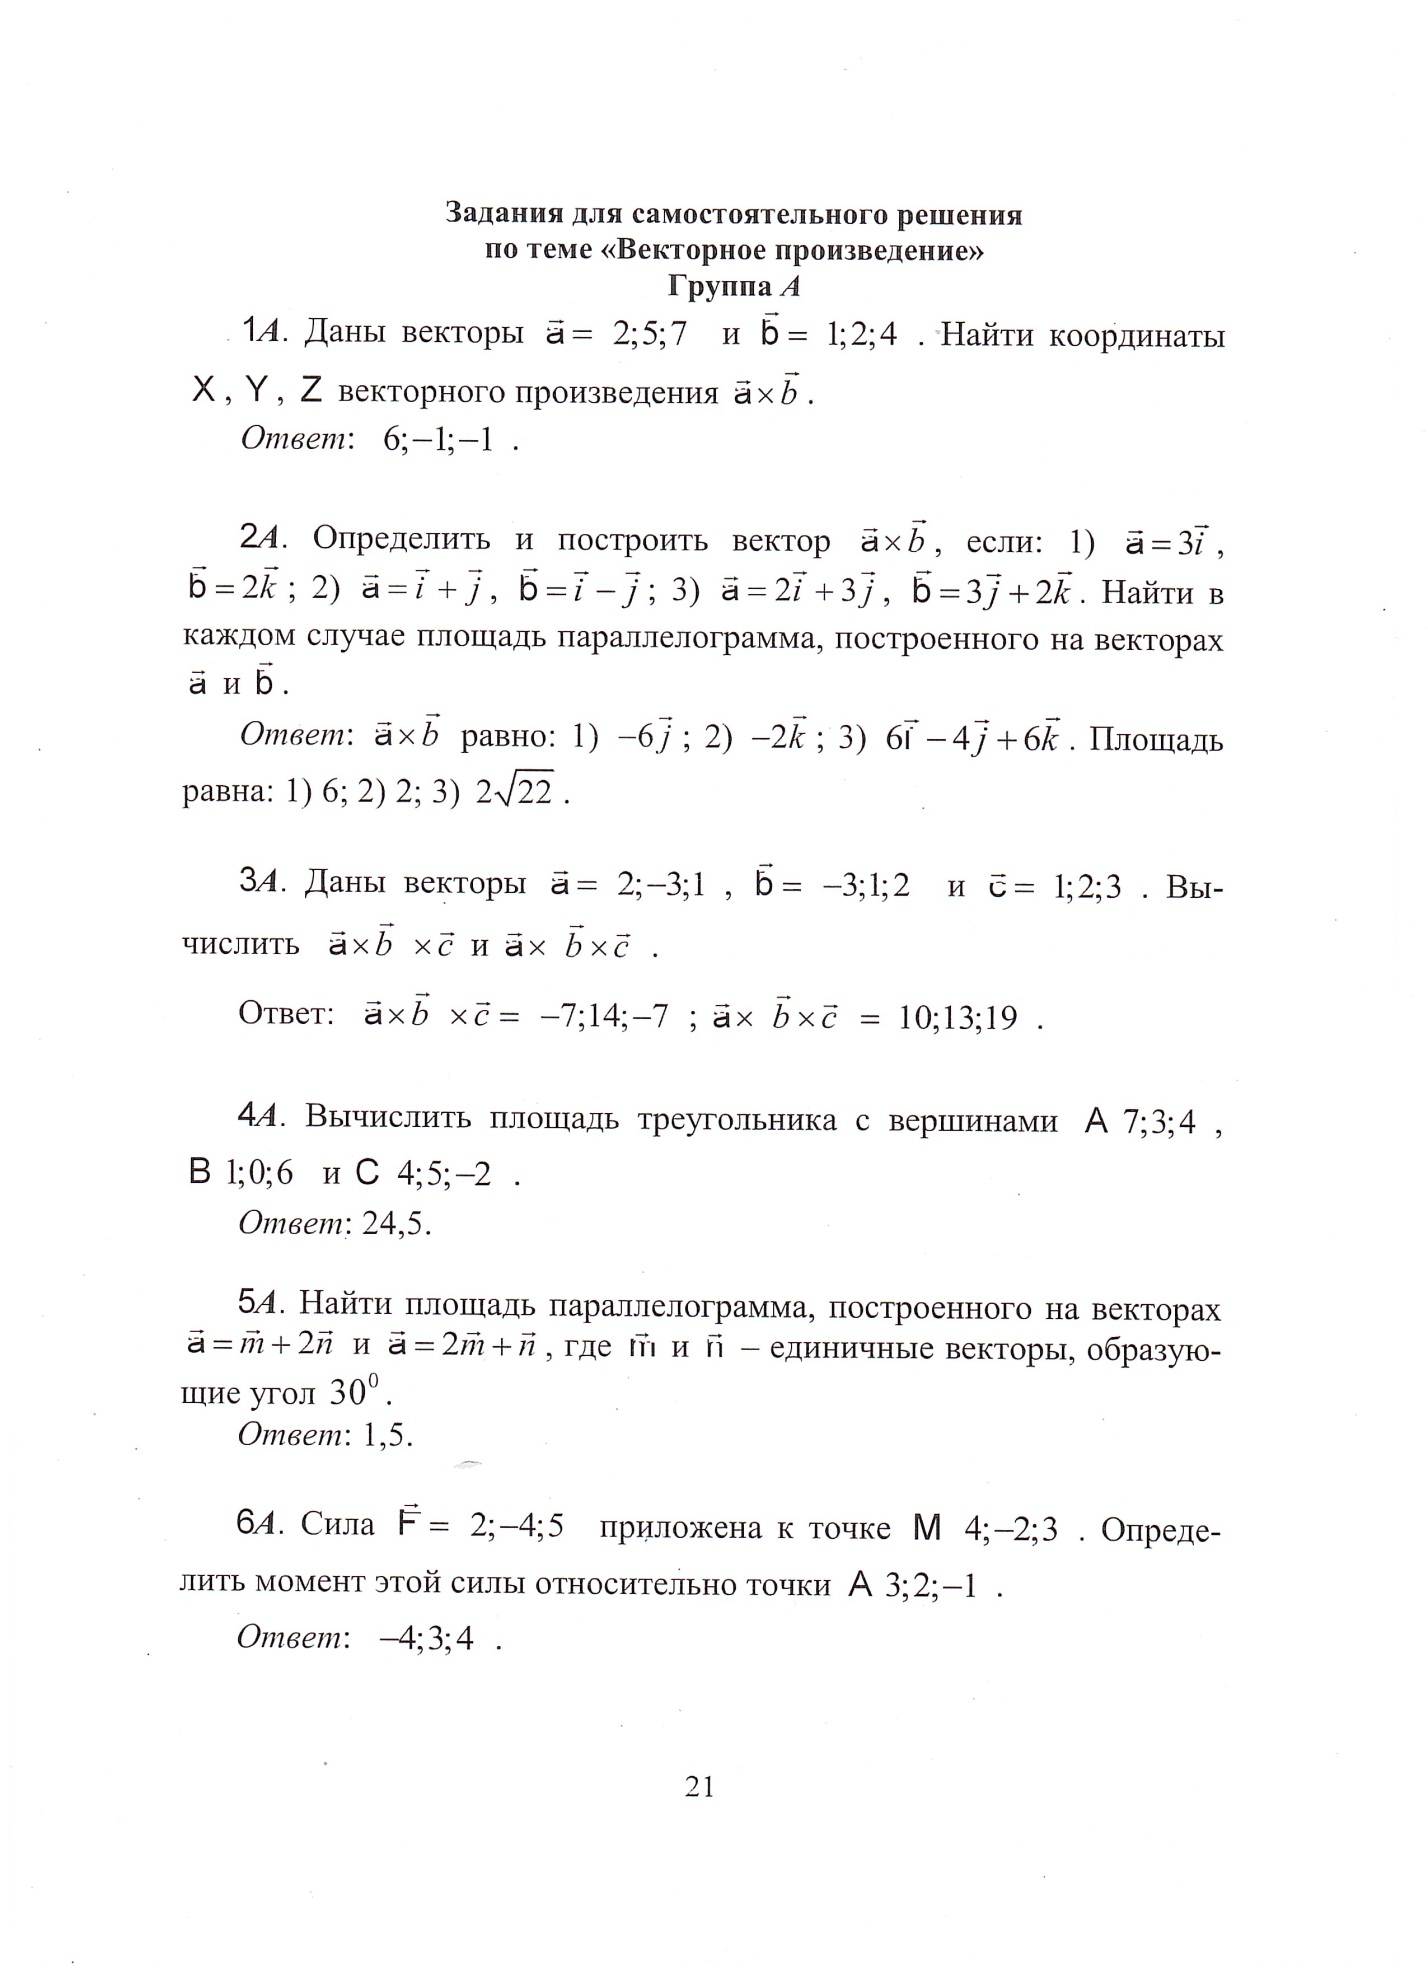 Задания для самостоятельного решения
по теме «Векторное произведение»
Группа А
1А. Даны векторы a⃗ = 2;5;7 и b⃗ = 1;2;4 . Найти координаты
X , Y , Z векторного произведения a⃗×b⃗ .
Ответ: 6;−1;−1 .
2А. Определить и построить вектор a⃗×b⃗, если: 1) a⃗=3i⃗ ,
b⃗=2k⃗ ; 2) a⃗=i⃗+j⃗, b⃗=i⃗−j⃗; 3) a⃗=2i⃗+3j⃗, b⃗=3j⃗+2k⃗. Найти в
каждом случае площадь параллелограмма, построенного на векторах
a⃗ и b⃗ .
Ответ: a⃗×b⃗ равно: 1) −6j⃗ ; 2) −2k⃗ ; 3) 6i⃗−4j⃗+6k⃗ . Площадь
равна: 1) 6; 2) 2; 3) 2√22 .
3А. Даны векторы a⃗ = 2;−3;1 , b⃗ = −3;1;2 и c⃗ = 1;2;3 . Вы-
числить a⃗×b⃗ ×c⃗ и a⃗× b⃗×c⃗ .
Ответ: a⃗×b⃗ ×c⃗ = −7;14;−7 ; a⃗× b⃗×c⃗ = 10;13;19 .
4А. Вычислить площадь треугольника с вершинами A 7;3;4 ,
B 1;0;6 и C 4;5;−2 .
Ответ: 24,5.
5А. Найти площадь параллелограмма, построенного на векторах
a⃗=m⃗+2n⃗ и a⃗=2m⃗+n⃗, где m⃗ и n⃗ – единичные векторы, образую-
щие угол 30⁰ .
Ответ: 1,5.
6А. Сила F⃗ = 2;−4;5 приложена к точке M 4;−2;3 . Опреде-
лить момент этой силы относительно точки A 3;2;−1 .
Ответ: −4;3;4 .
21